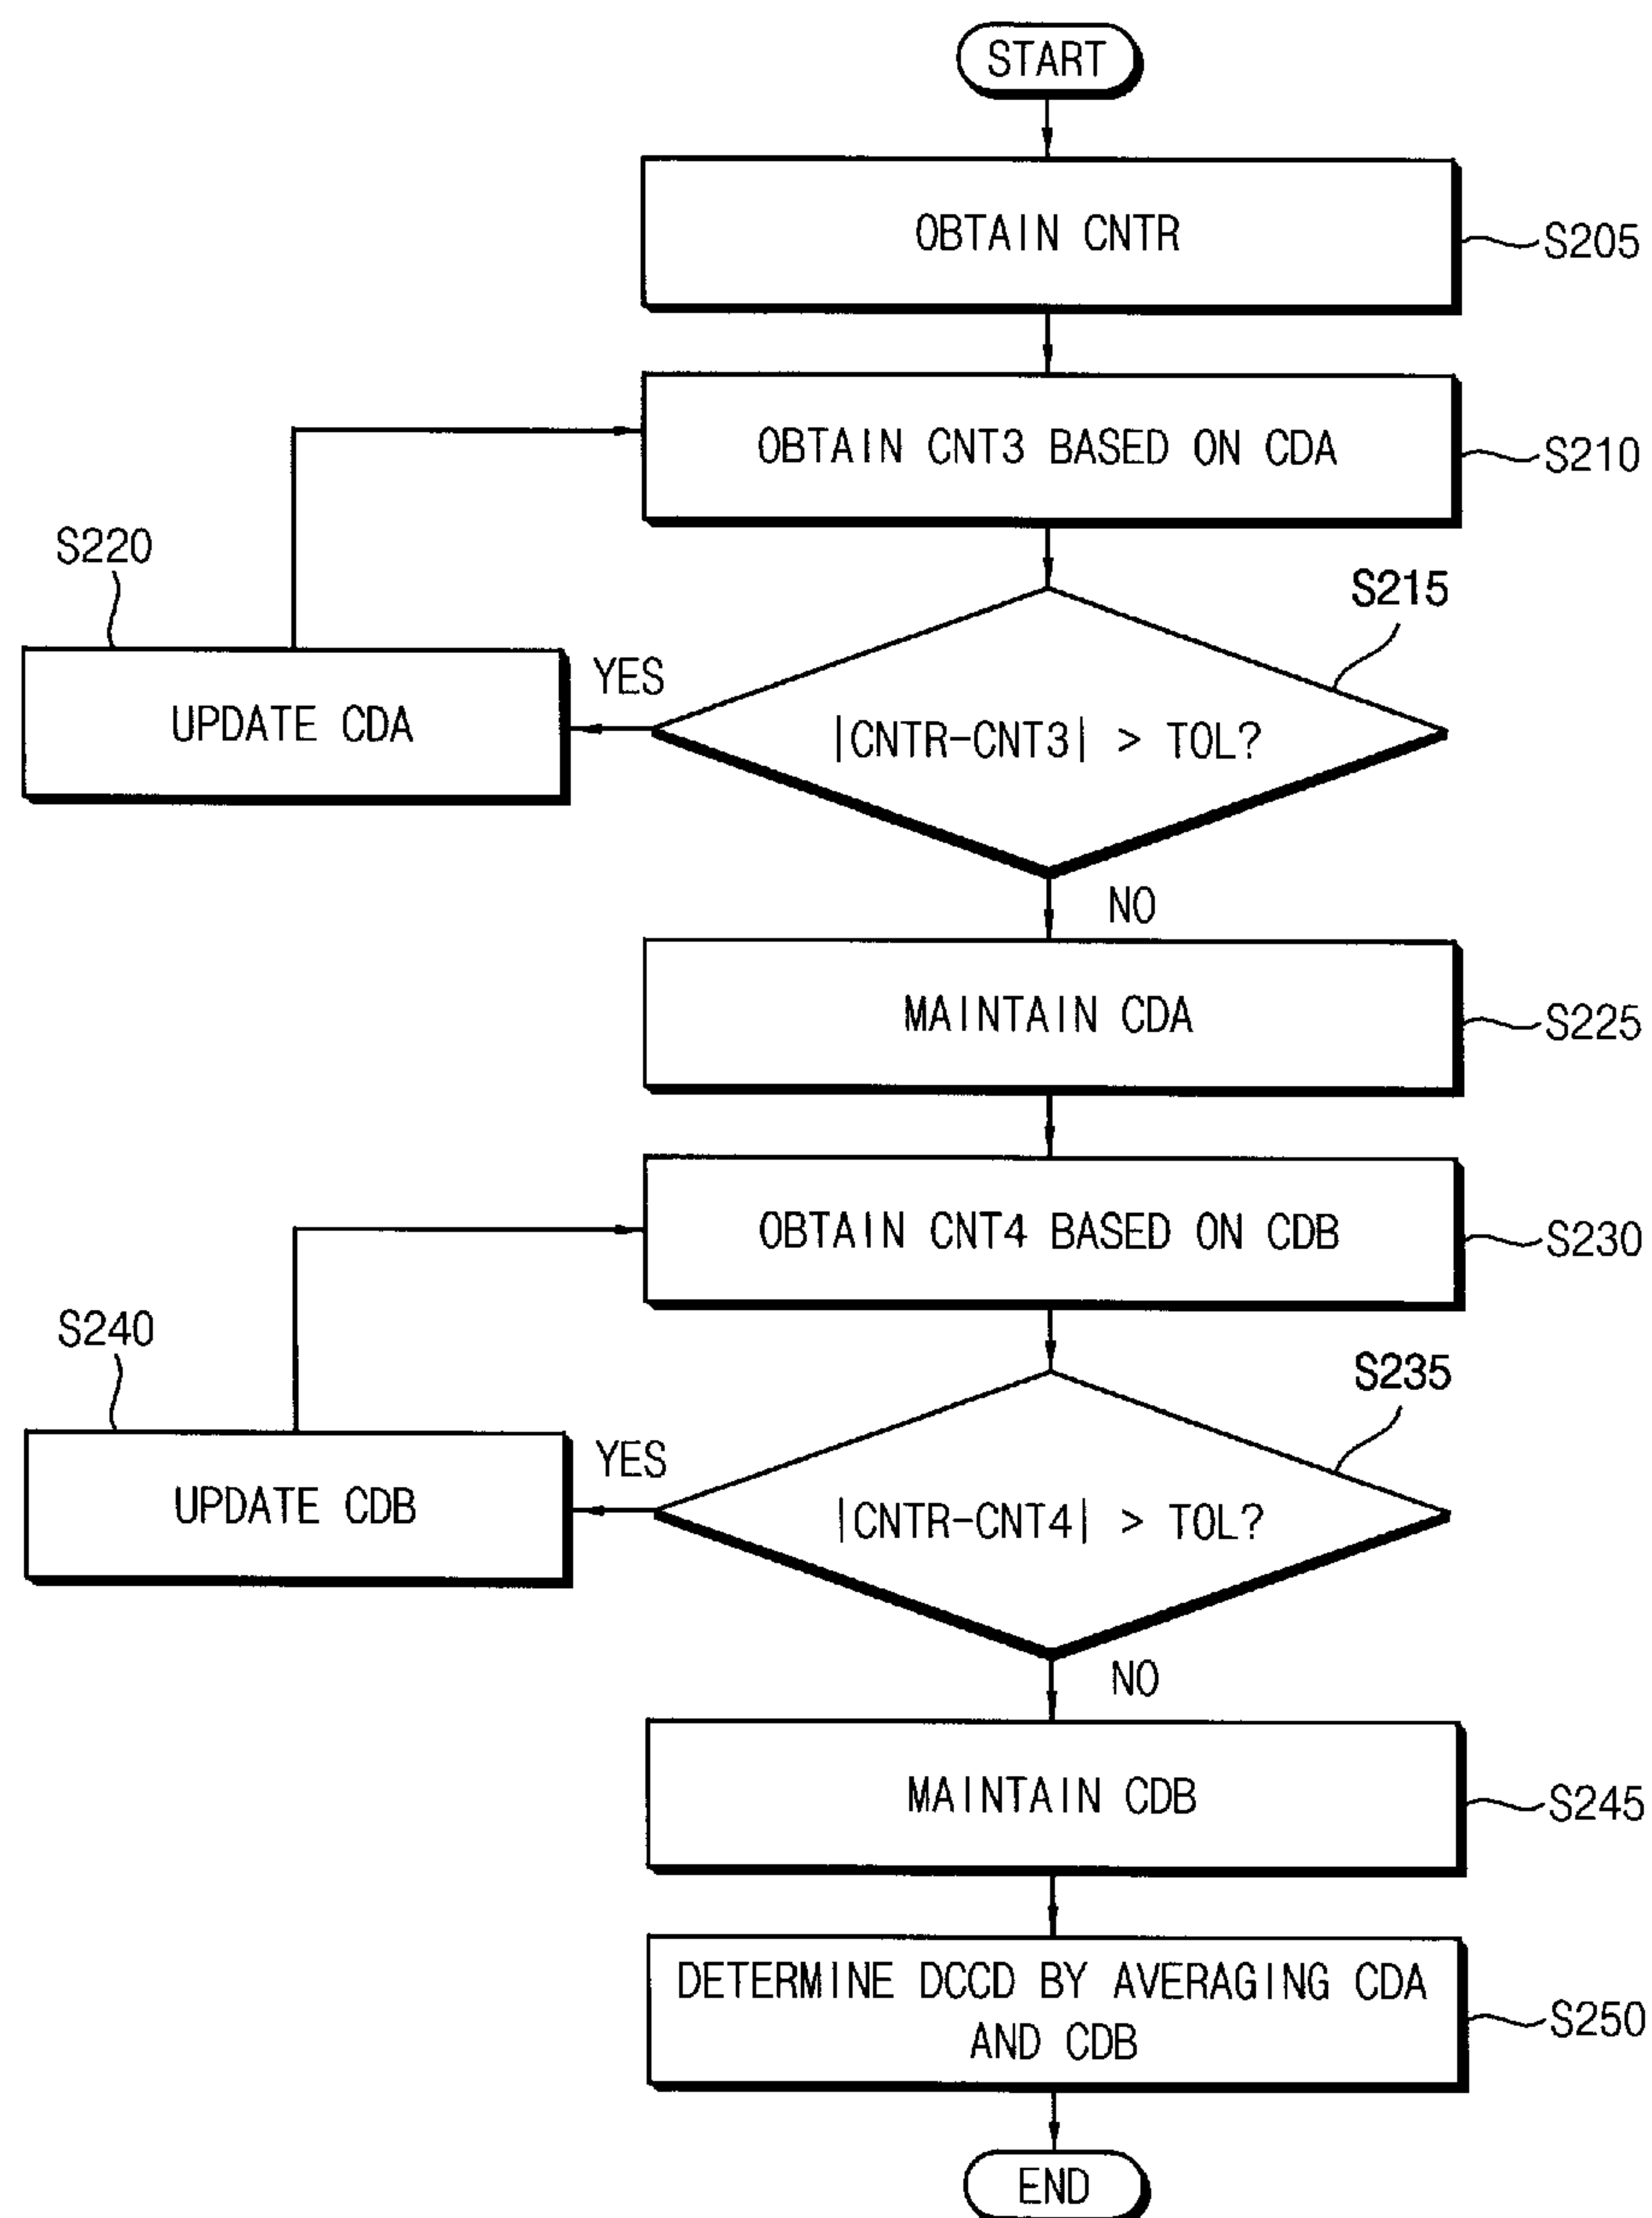 START
OBTAIN CNTR
S205
OBTAIN CNT3 BASED ON CDA
S210
S220
S215
UPDATE CDA
YES
|CNTR-CNT3| > TOL?
NO
MAINTAIN CDA
S225
OBTAIN CNT4 BASED ON CDB
S230
S240
S235
UPDATE CDB
YES
|CNTR-CNT4| > TOL?
NO
MAINTAIN CDB
S245
DETERMINE DCCD BY AVERAGING CDA
AND CDB
S250
END